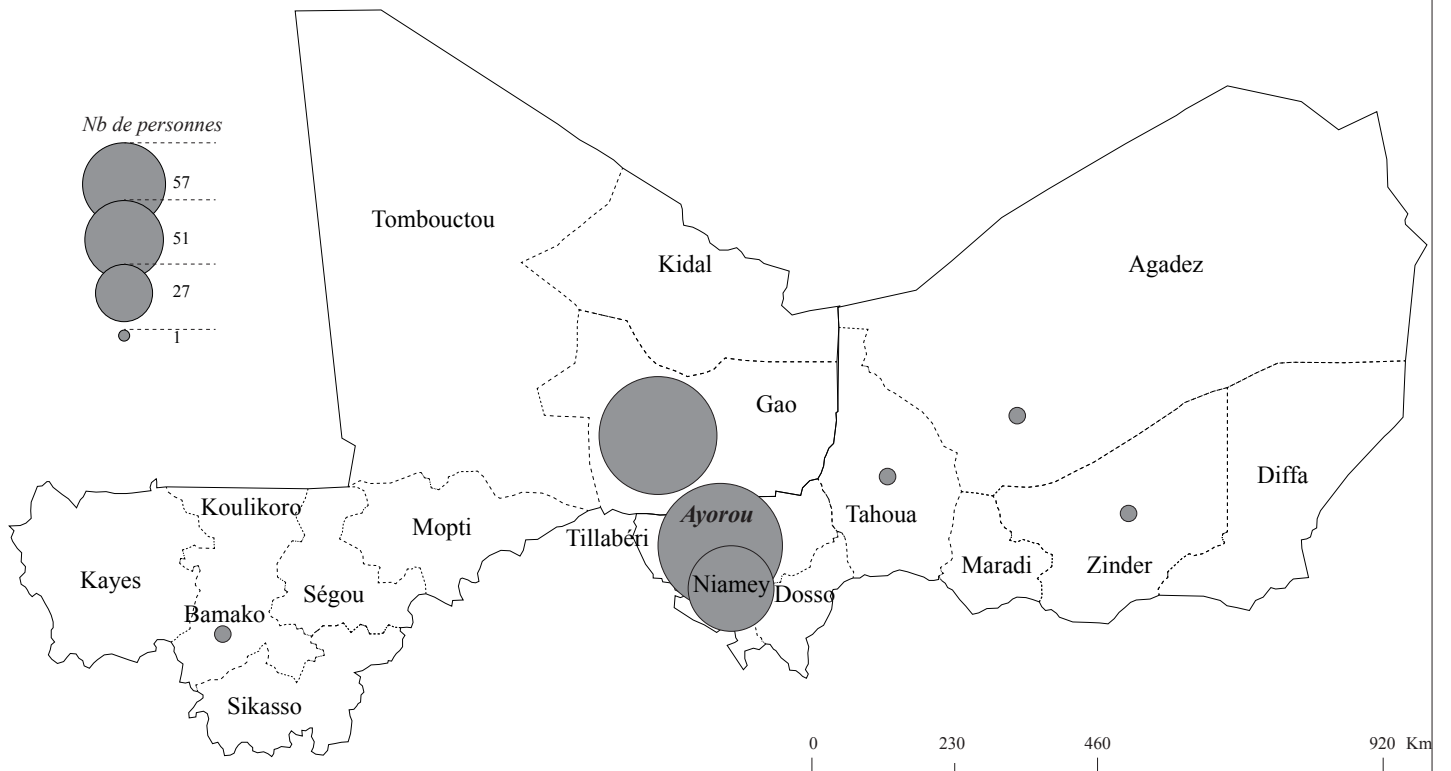 Nb de personnes
57
51
27
1
Tombouctou
Kidal
Agadez
Gao
Diffa
Koulikoro
Mopti
Ayorou
Tahoua
Tillabéri
Maradi
Zinder
Kayes
Ségou
Niamey
Dosso
Bamako
Sikasso
0 230 460 920 Km